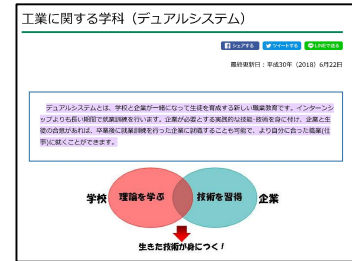 工業に関する学科（デュアルシステム）
シェアする ツイートする LINEで送る
最終更新日：平成30年（2018）6月22日
デュアルシステムとは、学校と企業が一緒になって生徒を育成する新しい職業教育です。インターンシ
ップよりも長い期間で就業訓練を行います。企業が必要とする実践的な技能・技術を身に付け、企業と生
徒の合意があれば、卒業後に就業訓練を行った企業に就職することも可能で、より自分に合った職業(仕
事)に就くことができます。
学校 理論を学ぶ 技術を習得 企業
生きた技術が身につく！